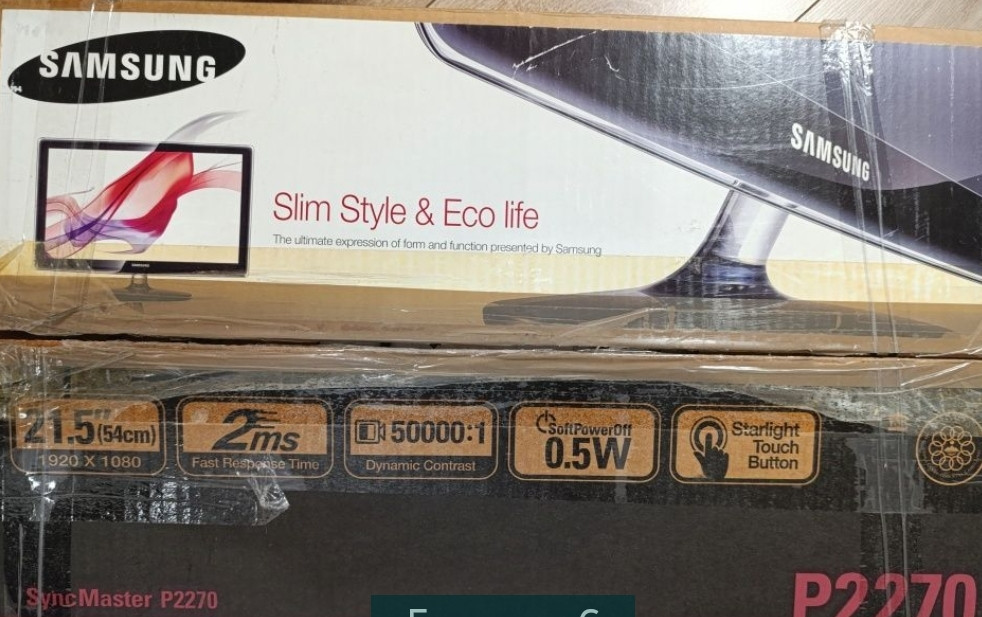 SAMSUNG
SAMSUNG
Slim Style & Eco life
The ultimate expression of form and function presented by Samsung
21.5" (54cm)
1920 X 1080
2ms
Fast Response Time
50000:1
Dynamic Contrast
SoftPowerOff
0.5W
Starlight
Touch
Button
SyncMaster P2270
P2270